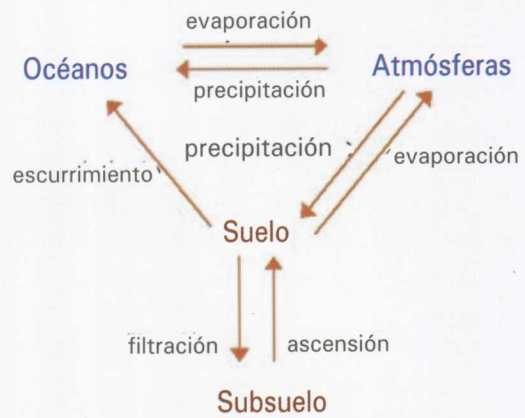 evaporación
Océanos
Atmósferas
precipitación
precipitación
evaporación
escurrimiento
Suelo
filtración
ascensión
Subsuelo